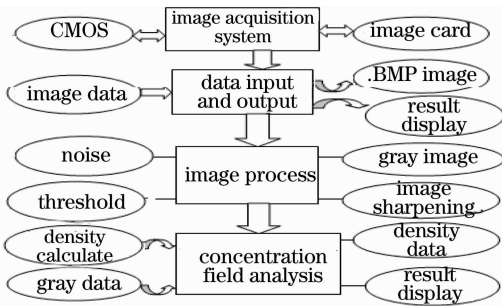 CMOS
image acquisition
system
image card
image data
data input
and output
.BMP image
result
display
noise
image process
gray image
threshold
image
sharpening
density
calculate
concentration
field analysis
density
data
gray data
result
display